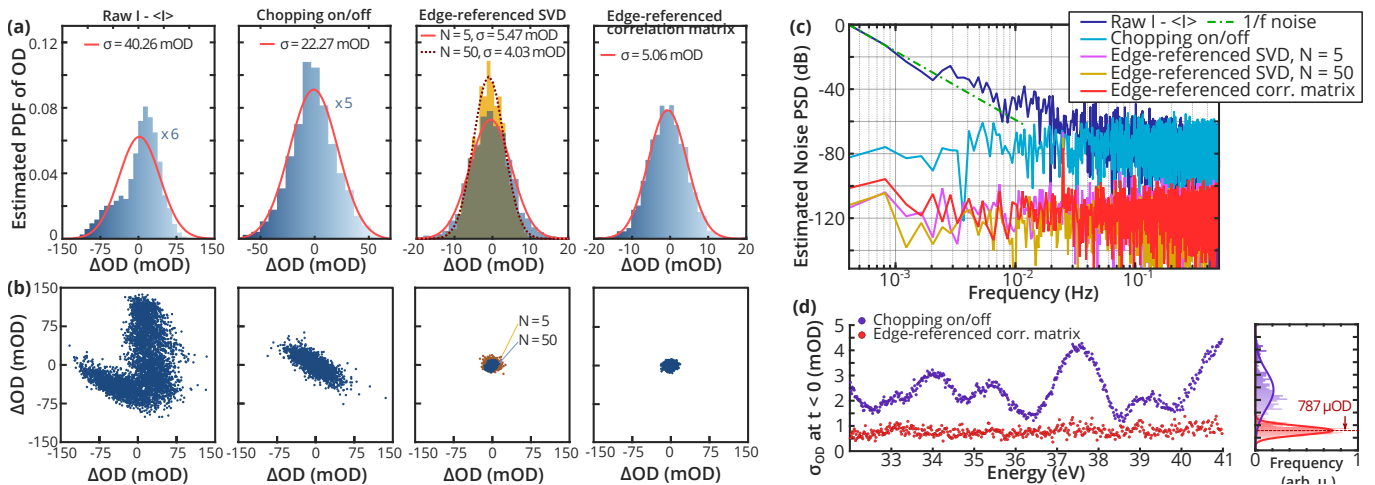 (a)
Raw I - <I>
Chopping on/off
Edge-referenced SVD
Edge-referenced
correlation matrix
Estimated PDF of OD
0.12
0.08
0.04
0
σ = 40.26 mOD
x6
-150 -75 0 75 150
ΔOD (mOD)
σ = 22.27 mOD
x5
-50 0 50
ΔOD (mOD)
N = 5, σ = 5.47 mOD
N = 50, σ = 4.03 mOD
-10 0 10 20
ΔOD (mOD)
σ = 5.06 mOD
-20 -10 0 10 20
ΔOD (mOD)
(b)
ΔOD (mOD)
150
75
0
-75
-150
-150 -75 0 75 150
ΔOD (mOD)
-150 -75 0 75 150
ΔOD (mOD)
N = 5
N = 50
-150 -75 0 75 150
ΔOD (mOD)
-150 -75 0 75 150
ΔOD (mOD)
(c)
Raw I - <I>
1/f noise
Chopping on/off
Edge-referenced SVD, N = 5
Edge-referenced SVD, N = 50
Edge-referenced corr. matrix
Estimated Noise PSD (dB)
0
-40
-80
-120
10-3 10-2 10-1
Frequency (Hz)
(d)
Chopping on/off
Edge-referenced corr. matrix
σOD at t < 0 (mOD)
5
4
3
2
1
0
33 34 35 36 37 38 39 40 41
Energy (eV)
787 µOD
0 1
Frequency
(arb. u.)